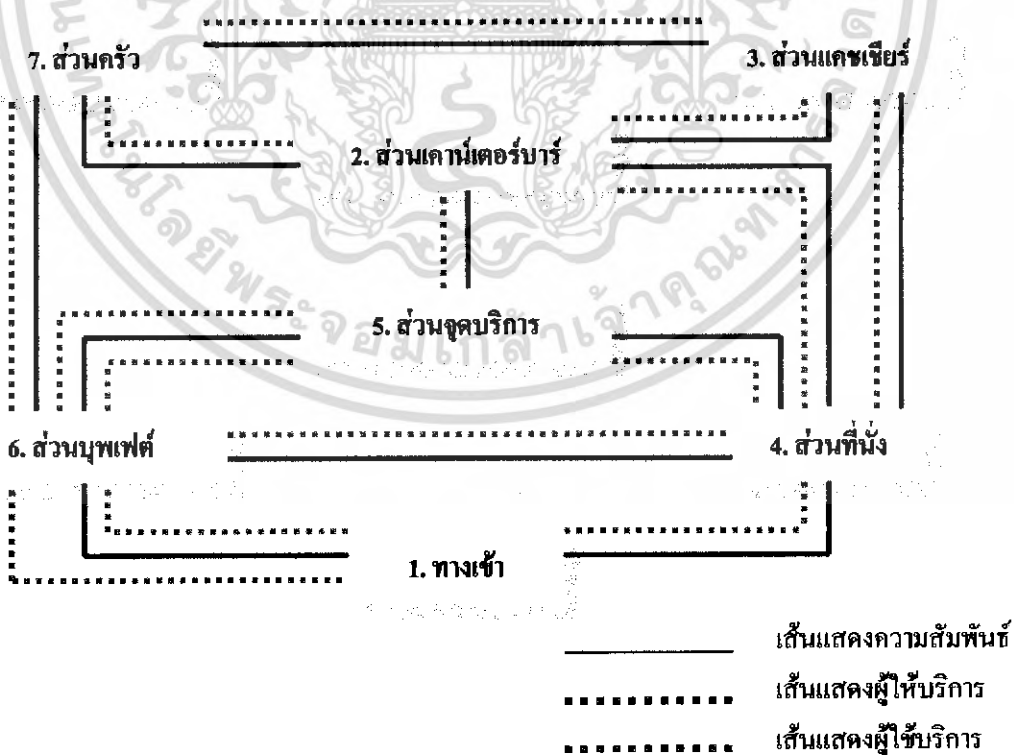 7. ส่วนครัว
3. ส่วนแคชเชียร์
2. ส่วนเคาน์เตอร์บาร์
5. ส่วนจุดบริการ
6. ส่วนบุพเฟต์
4. ส่วนที่นั่ง
1. ทางเข้า
เส้นแสดงความสัมพันธ์
เส้นแสดงผู้ให้บริการ
เส้นแสดงผู้ใช้บริการ